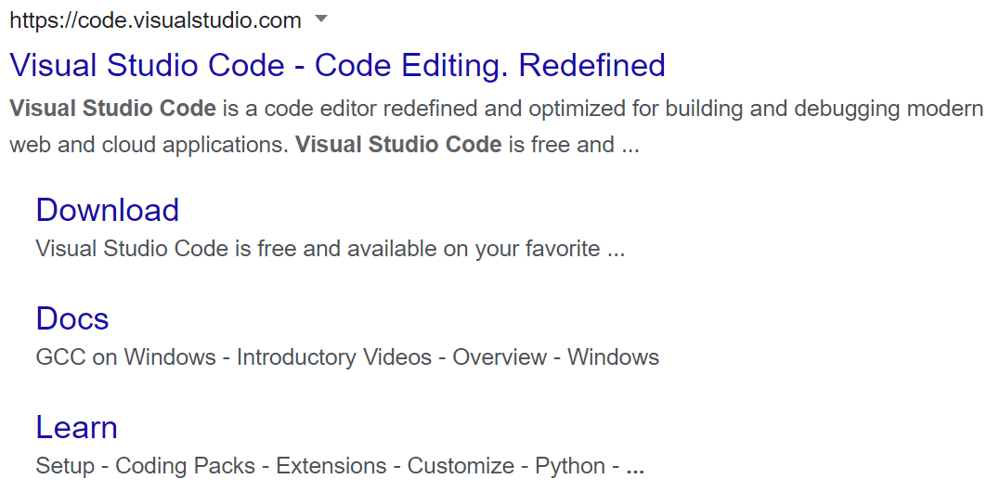 https://code.visualstudio.com
Visual Studio Code - Code Editing. Redefined
Visual Studio Code is a code editor redefined and optimized for building and debugging modern
web and cloud applications. Visual Studio Code is free and ...
Download
Visual Studio Code is free and available on your favorite ...
Docs
GCC on Windows - Introductory Videos - Overview - Windows
Learn
Setup - Coding Packs - Extensions - Customize - Python - ...